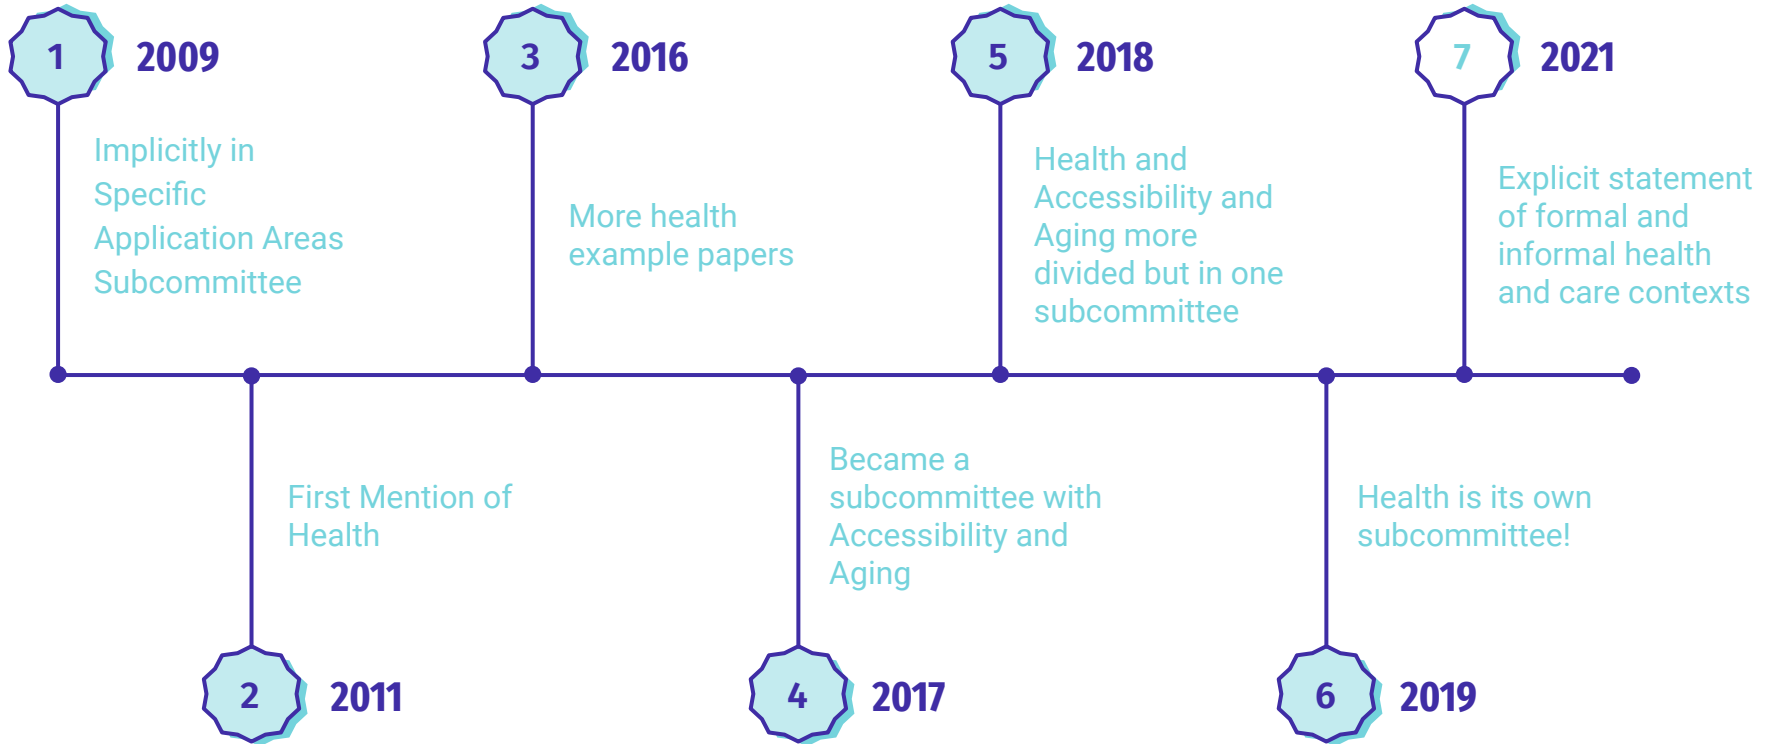 1
2009
Implicitly in
Specific
Application Areas
Subcommittee
2
2011
First Mention of
Health
3
2016
More health
example papers
4
2017
Became a
subcommittee with
Accessibility and
Aging
5
2018
Health and
Accessibility and
Aging more
divided but in one
subcommittee
6
2019
Health is its own
subcommittee!
7
2021
Explicit statement
of formal and
informal health
and care contexts